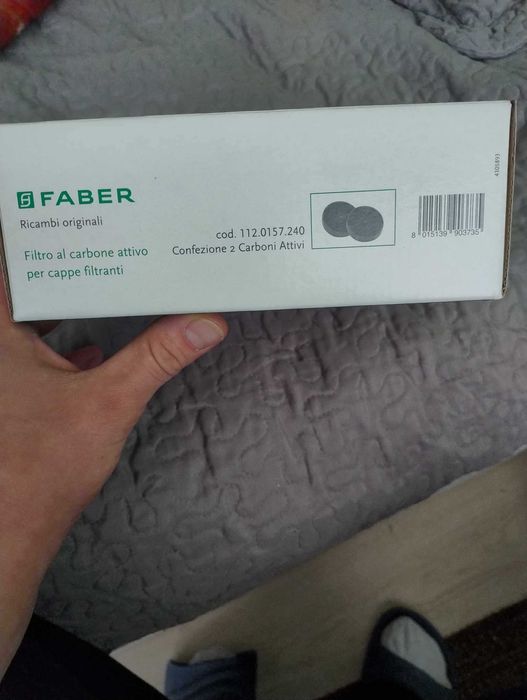 FABER
Ricambi originali
Filtro al carbone attivo
per cappe filtranti
cod. 112.0157.240
Confezione 2 Carboni Attivi
8 015139 903735
4305893